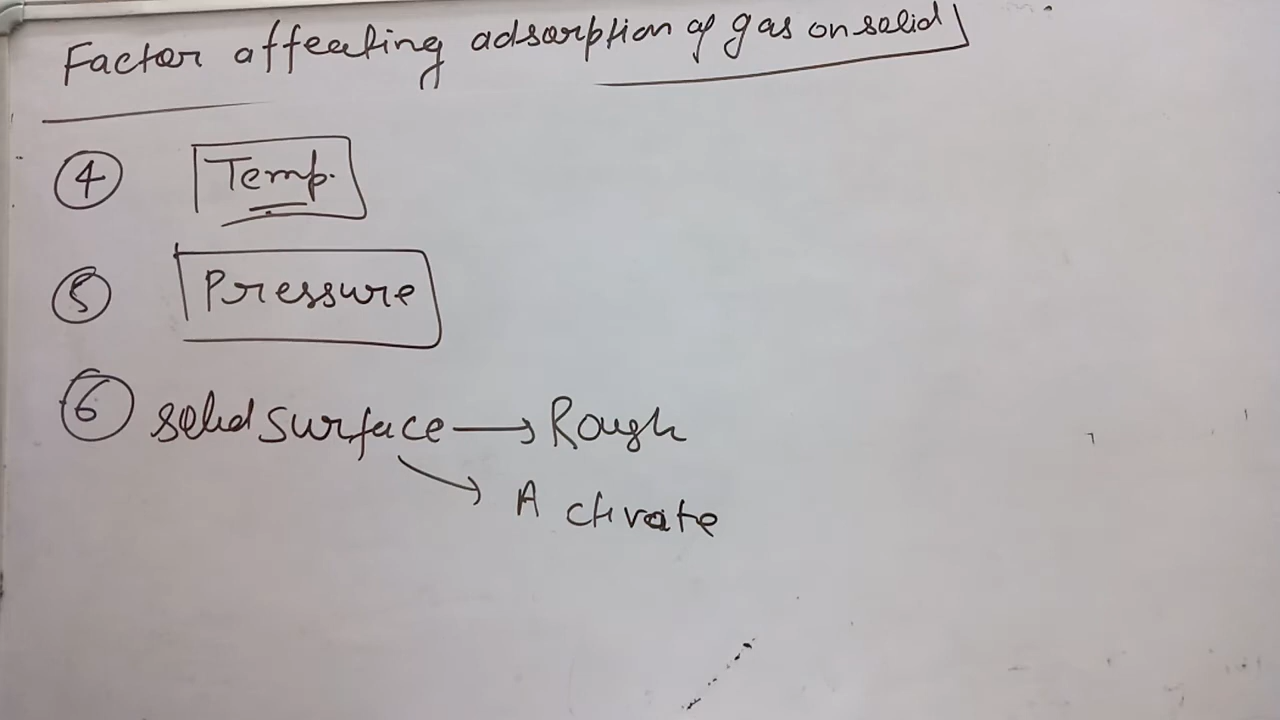 Factor affecting adsorption of gas on solid
④ Temp.
⑤ Pressure
⑥ solid surface → Rough
→ Activate